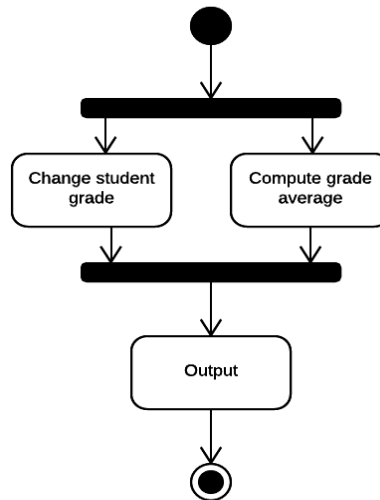 Change student
grade
Compute grade
average
Output